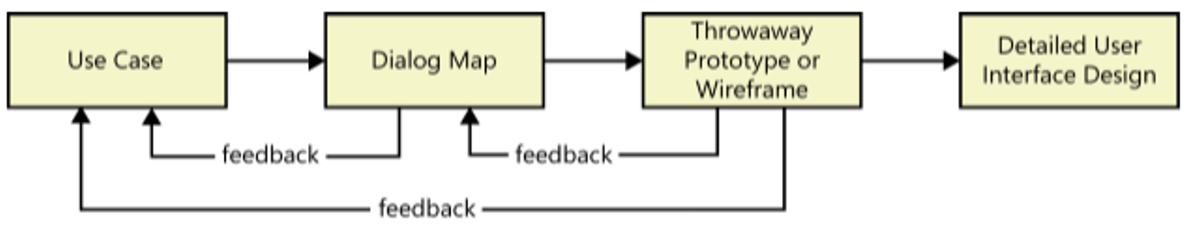 Use Case
Dialog Map
Throwaway
Prototype or
Wireframe
Detailed User
Interface Design
feedback
feedback
feedback